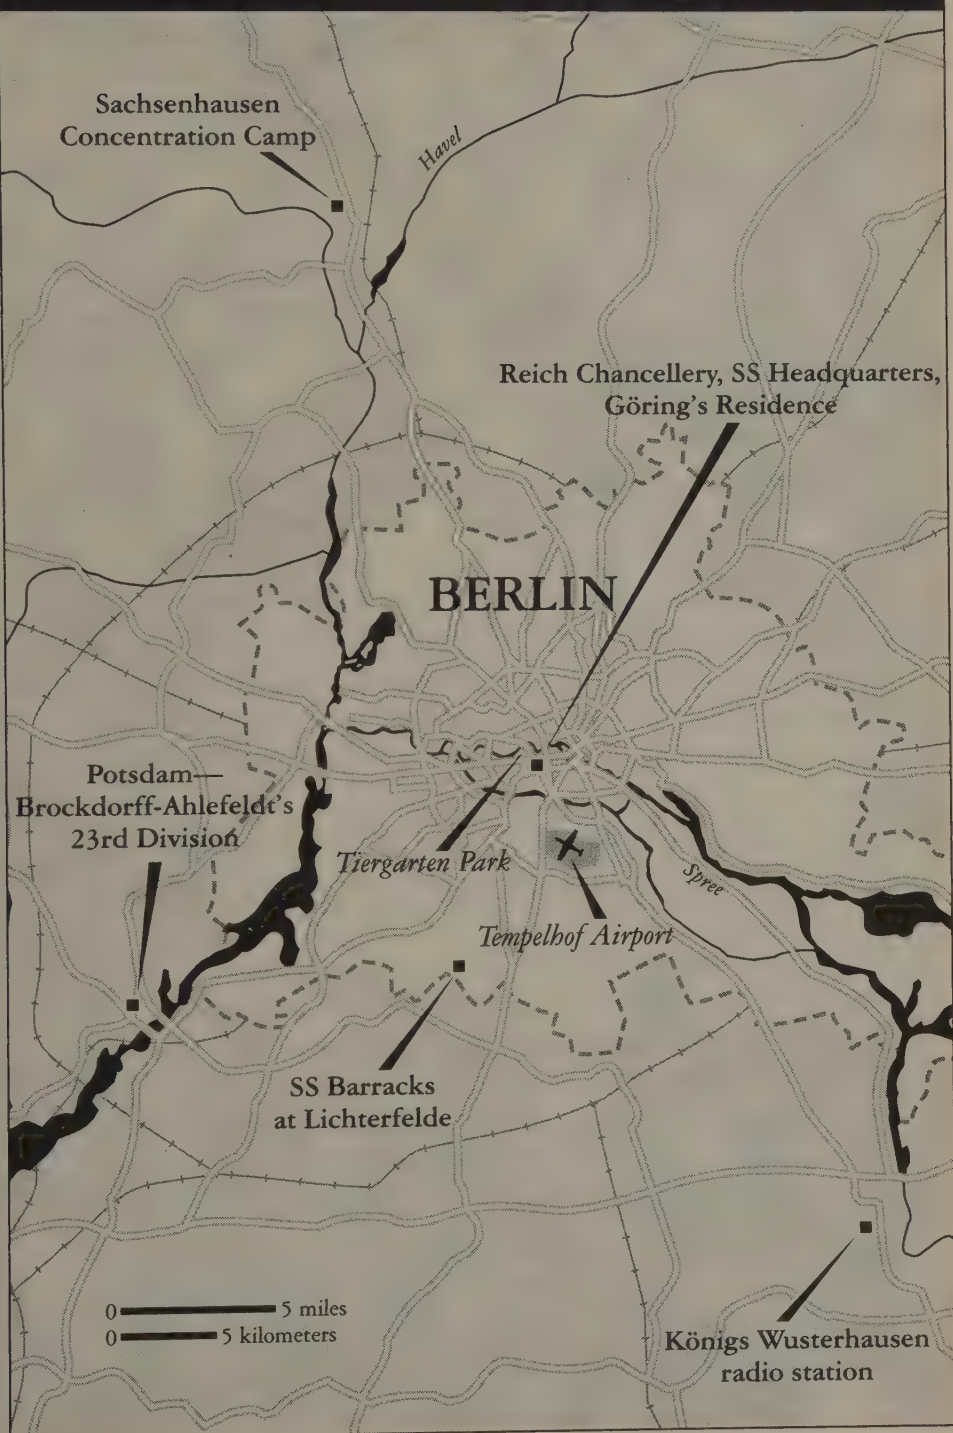 Sachsenhausen
Concentration Camp
Havel
Reich Chancellery, SS Headquarters,
Göring's Residence
BERLIN
Potsdam—
Brockdorff-Ahlefeldt's
23rd Division
Tiergarten Park
Spree
Tempelhof Airport
SS Barracks
at Lichterfelde
0 5 miles
0 5 kilometers
Königs Wusterhausen
radio station